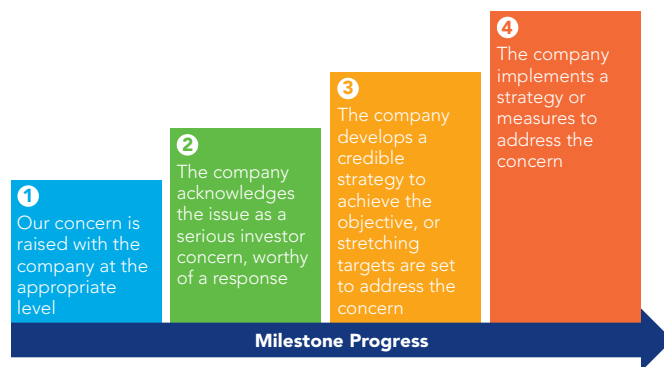 1
Our concern is
raised with the
company at the
appropriate
level
2
The company
acknowledges
the issue as a
serious investor
concern, worthy
of a response
3
The company
develops a
credible
strategy to
achieve the
objective, or
stretching
targets are set
to address the
concern
4
The company
implements a
strategy or
measures to
address the
concern
Milestone Progress